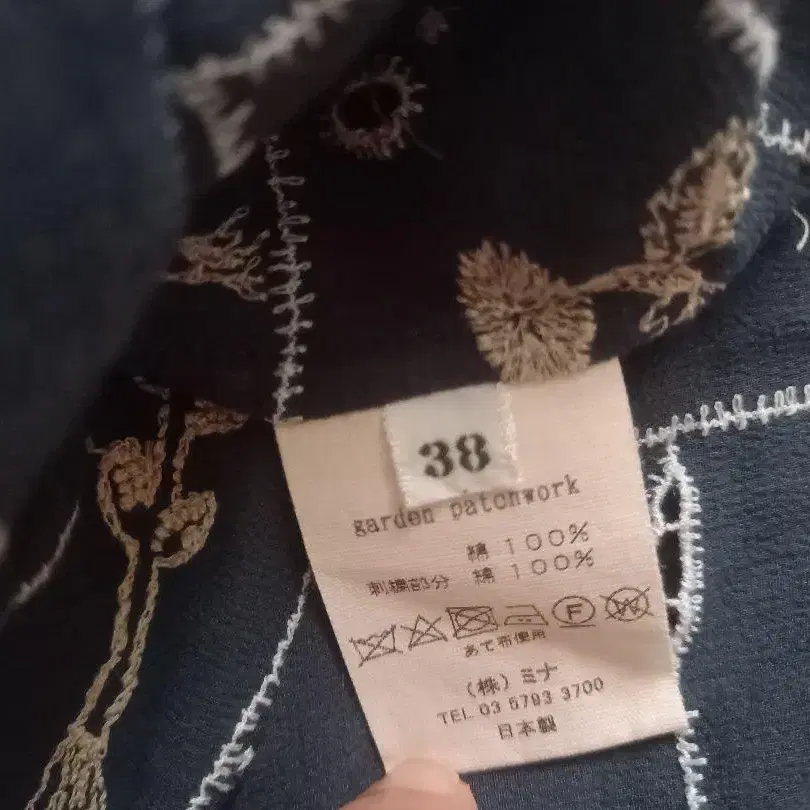 38
garden patchwork
綿 100%
刺繍部分 綿 100%
F W
あて布使用
(株)ミナ
TEL 03 5793 3700
日本製